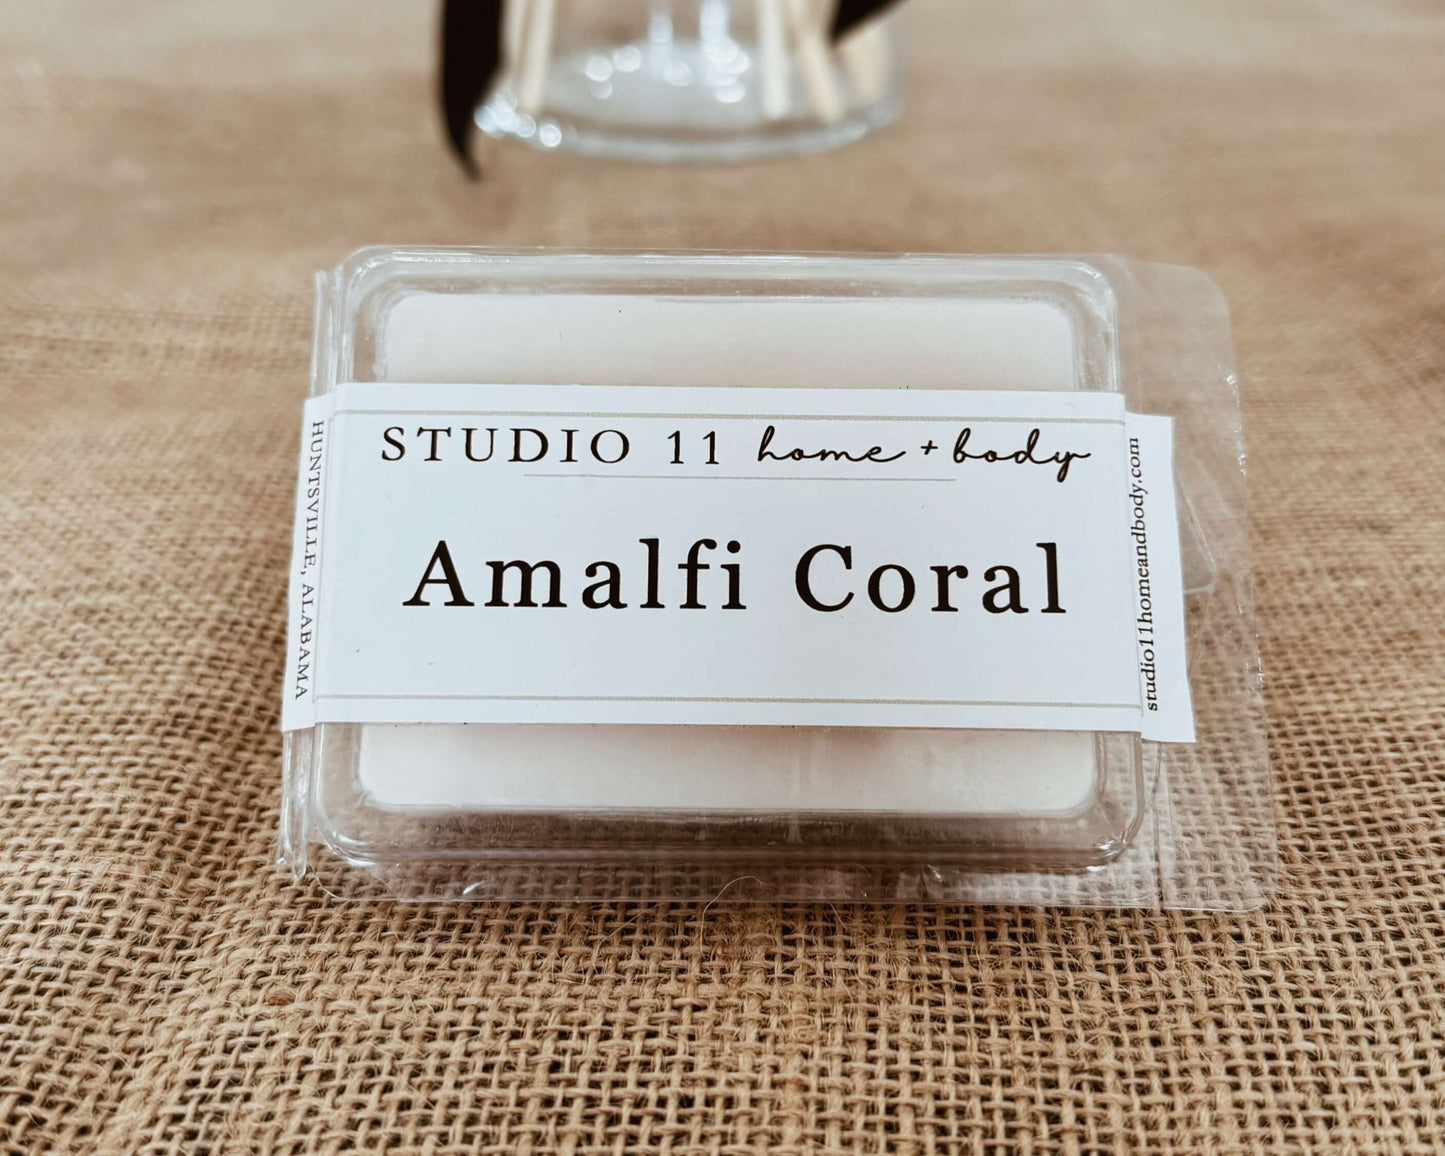 STUDIO 11 home + body
Amalfi Coral
HUNTSVILLE, ALABAMA
studio11homeandbody.com